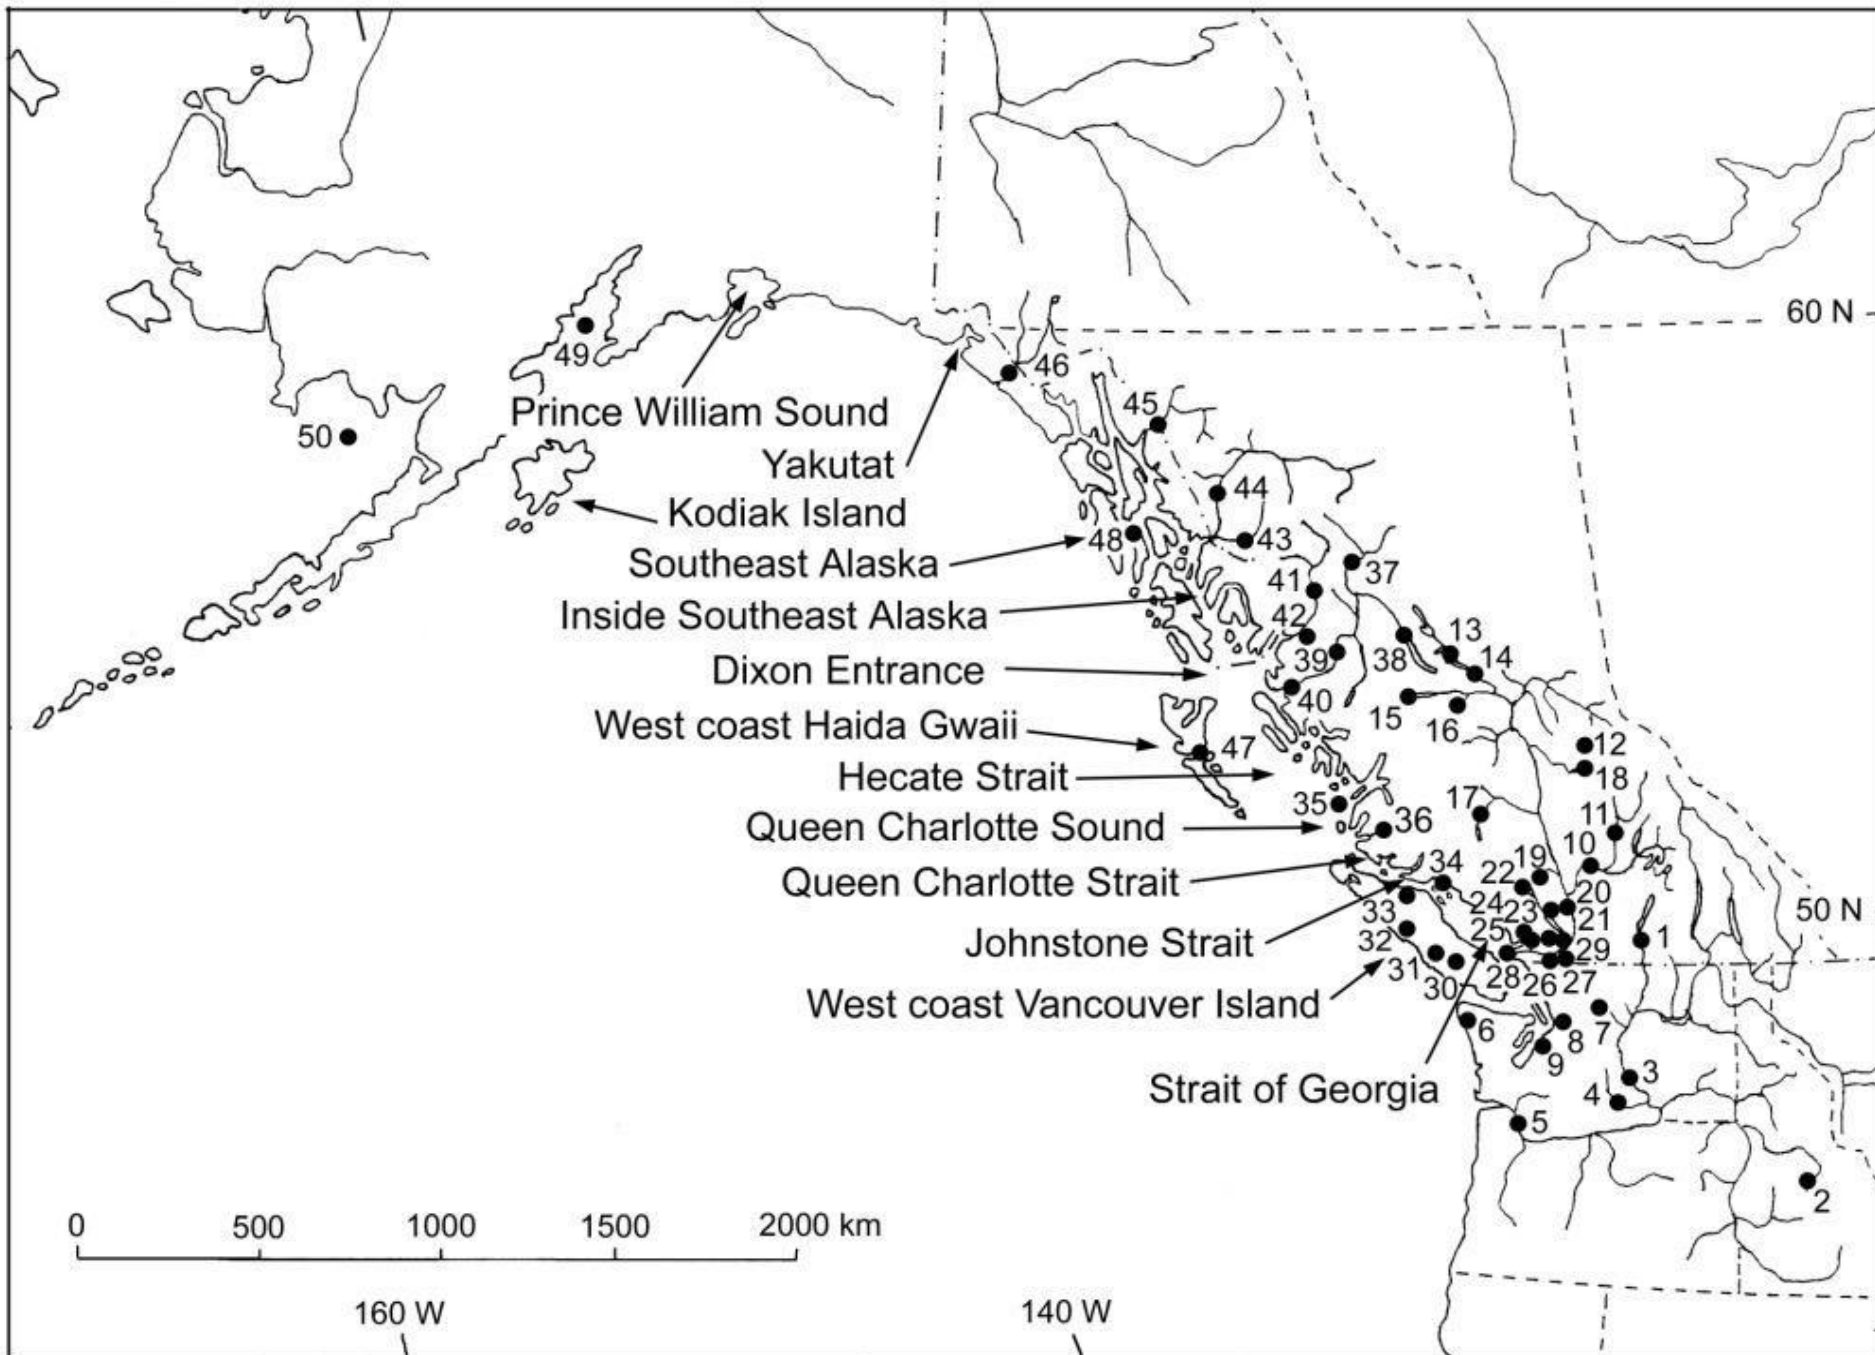 60 N
49
46
Prince William Sound
45
50
Yakutat
44
Kodiak Island
48
43
Southeast Alaska
37
41
Inside Southeast Alaska
42
13
39
38
14
Dixon Entrance
40
15
16
West coast Haida Gwaii
47
12
Hecate Strait
18
35
17
Queen Charlotte Sound
36
11
10
34
19
Queen Charlotte Strait
22
20
24
23
50 N
33
21
25
Johnstone Strait
32
1
29
31
28
30
26
27
West coast Vancouver Island
6
8
7
9
3
Strait of Georgia
4
5
2
0 500 1000 1500 2000 km
160 W
140 W